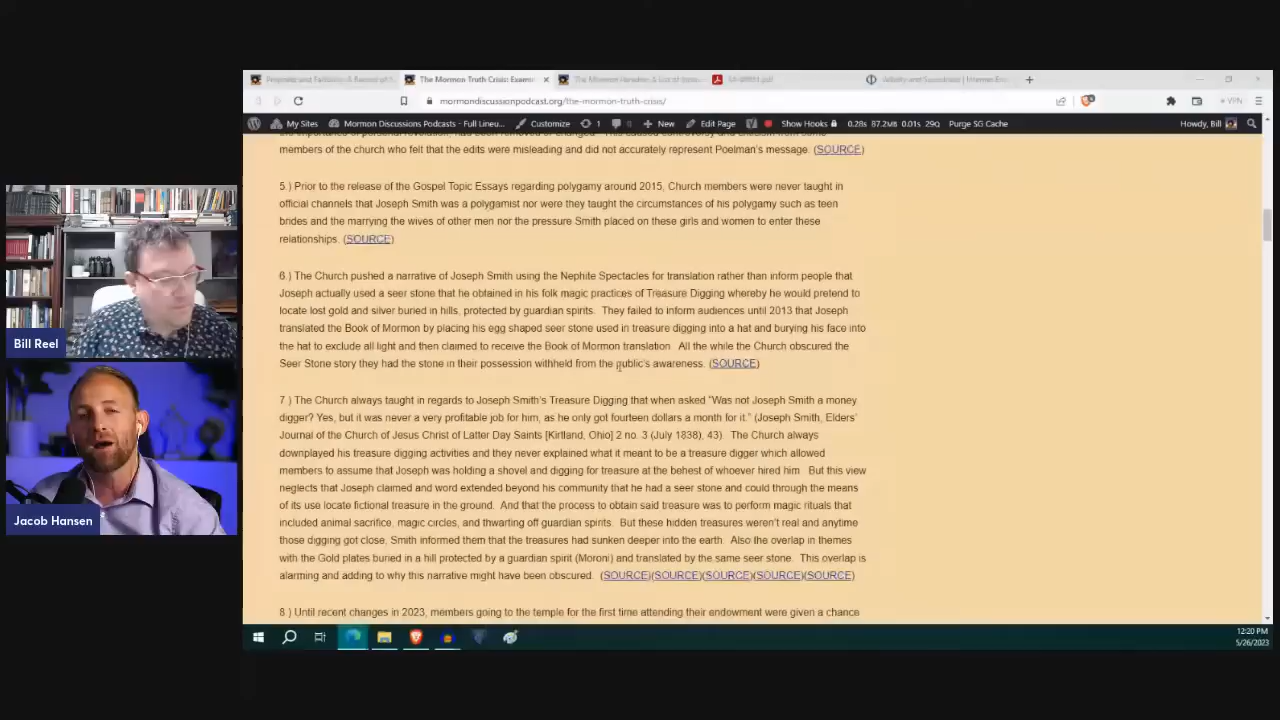 The Mormon Truth Crisis: Examin
SA-00651.pdf
mormondiscussionpodcast.org/the-mormon-truth-crisis/
VPN
My Sites
Mormon Discussions Podcasts - Full Lineu...
Customize
1
0
New
Edit Page
Show Hooks
0.28s 87.2MB 0.01s 29Q
Purge SG Cache
Howdy, Bill
members of the church who felt that the edits were misleading and did not accurately represent Poelman's message. (SOURCE)
5.) Prior to the release of the Gospel Topic Essays regarding polygamy around 2015, Church members were never taught in
official channels that Joseph Smith was a polygamist nor were they taught the circumstances of his polygamy such as teen
brides and the marrying the wives of other men nor the pressure Smith placed on these girls and women to enter these
relationships. (SOURCE)
6.) The Church pushed a narrative of Joseph Smith using the Nephite Spectacles for translation rather than inform people that
Joseph actually used a seer stone that he obtained in his folk magic practices of Treasure Digging whereby he would pretend to
locate lost gold and silver buried in hills, protected by guardian spirits. They failed to inform audiences until 2013 that Joseph
translated the Book of Mormon by placing his egg shaped seer stone used in treasure digging into a hat and burying his face into
the hat to exclude all light and then claimed to receive the Book of Mormon translation. All the while the Church obscured the
Seer Stone story they had the stone in their possession withheld from the public's awareness. (SOURCE)
7.) The Church always taught in regards to Joseph Smith's Treasure Digging that when asked "Was not Joseph Smith a money
digger? Yes, but it was never a very profitable job for him, as he only got fourteen dollars a month for it." (Joseph Smith, Elders'
Journal of the Church of Jesus Christ of Latter Day Saints [Kirtland, Ohio] 2 no. 3 (July 1838), 43). The Church always
downplayed his treasure digging activities and they never explained what it meant to be a treasure digger which allowed
members to assume that Joseph was holding a shovel and digging for treasure at the behest of whoever hired him But this view
neglects that Joseph claimed and word extended beyond his community that he had a seer stone and could through the means
of its use locate fictional treasure in the ground. And that the process to obtain said treasure was to perform magic rituals that
included animal sacrifice, magic circles, and thwarting off guardian spirits. But these hidden treasures weren't real and anytime
those digging got close, Smith informed them that the treasures had sunken deeper into the earth. Also the overlap in themes
with the Gold plates buried in a hill protected by a guardian spirit (Moroni) and translated by the same seer stone. This overlap is
alarming and adding to why this narrative might have been obscured. (SOURCE)(SOURCE)(SOURCE)(SOURCE)(SOURCE)
8.) Until recent changes in 2023, members going to the temple for the first time attending their endowment were given a chance
Bill Reel
Jacob Hansen
12:20 PM
5/26/2023